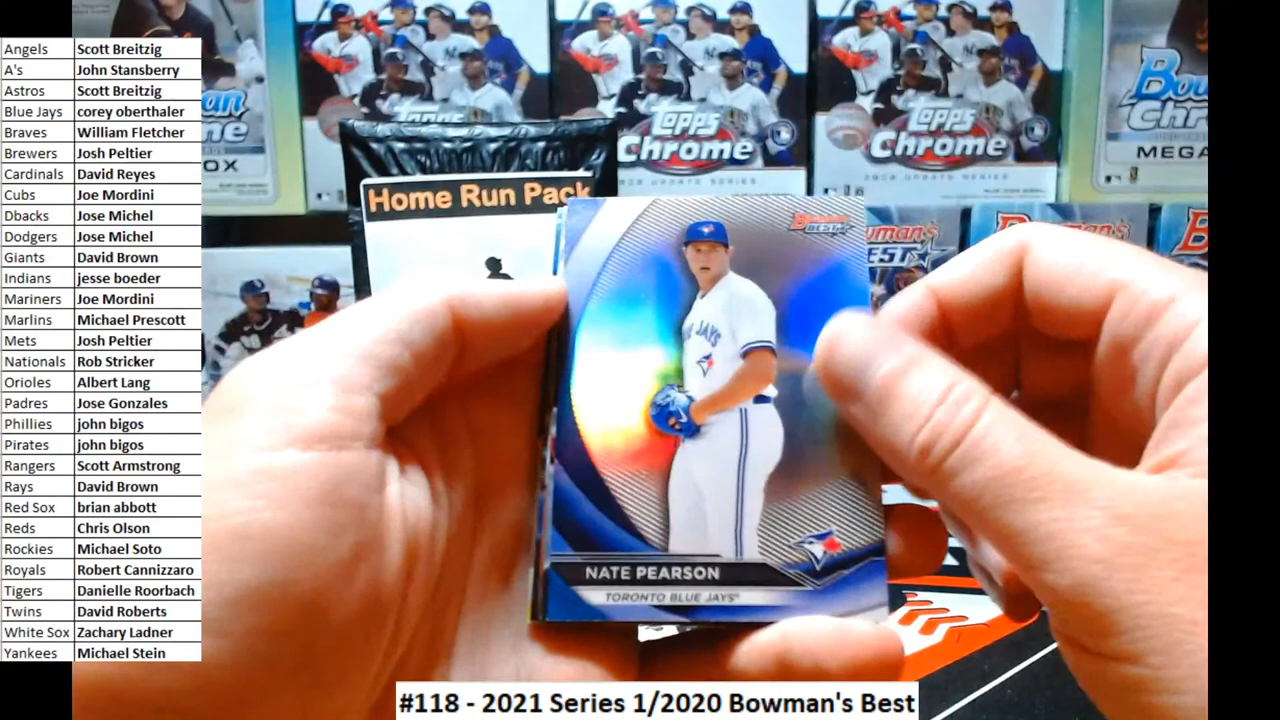 Angels Scott Breitzig
A's John Stansberry
Astros Scott Breitzig
Blue Jays corey oberthaler
Braves William Fletcher
Brewers Josh Peltier
Cardinals David Reyes
Cubs Joe Mordini
Dbacks Jose Michel
Dodgers Jose Michel
Giants David Brown
Indians jesse boeder
Mariners Joe Mordini
Marlins Michael Prescott
Mets Josh Peltier
Nationals Rob Stricker
Orioles Albert Lang
Padres Jose Gonzales
Phillies john bigos
Pirates john bigos
Rangers Scott Armstrong
Rays David Brown
Red Sox brian abbott
Reds Chris Olson
Rockies Michael Soto
Royals Robert Cannizzaro
Tigers Danielle Roorbach
Twins David Roberts
White Sox Zachary Ladner
Yankees Michael Stein
Topps
Chrome
Topps
Chrome
2020 UPDATE SERIES
MEGA
OX
Home Run Pack
Bowman's
BEST
JAYS
NATE PEARSON
TORONTO BLUE JAYS
#118 - 2021 Series 1/2020 Bowman's Best